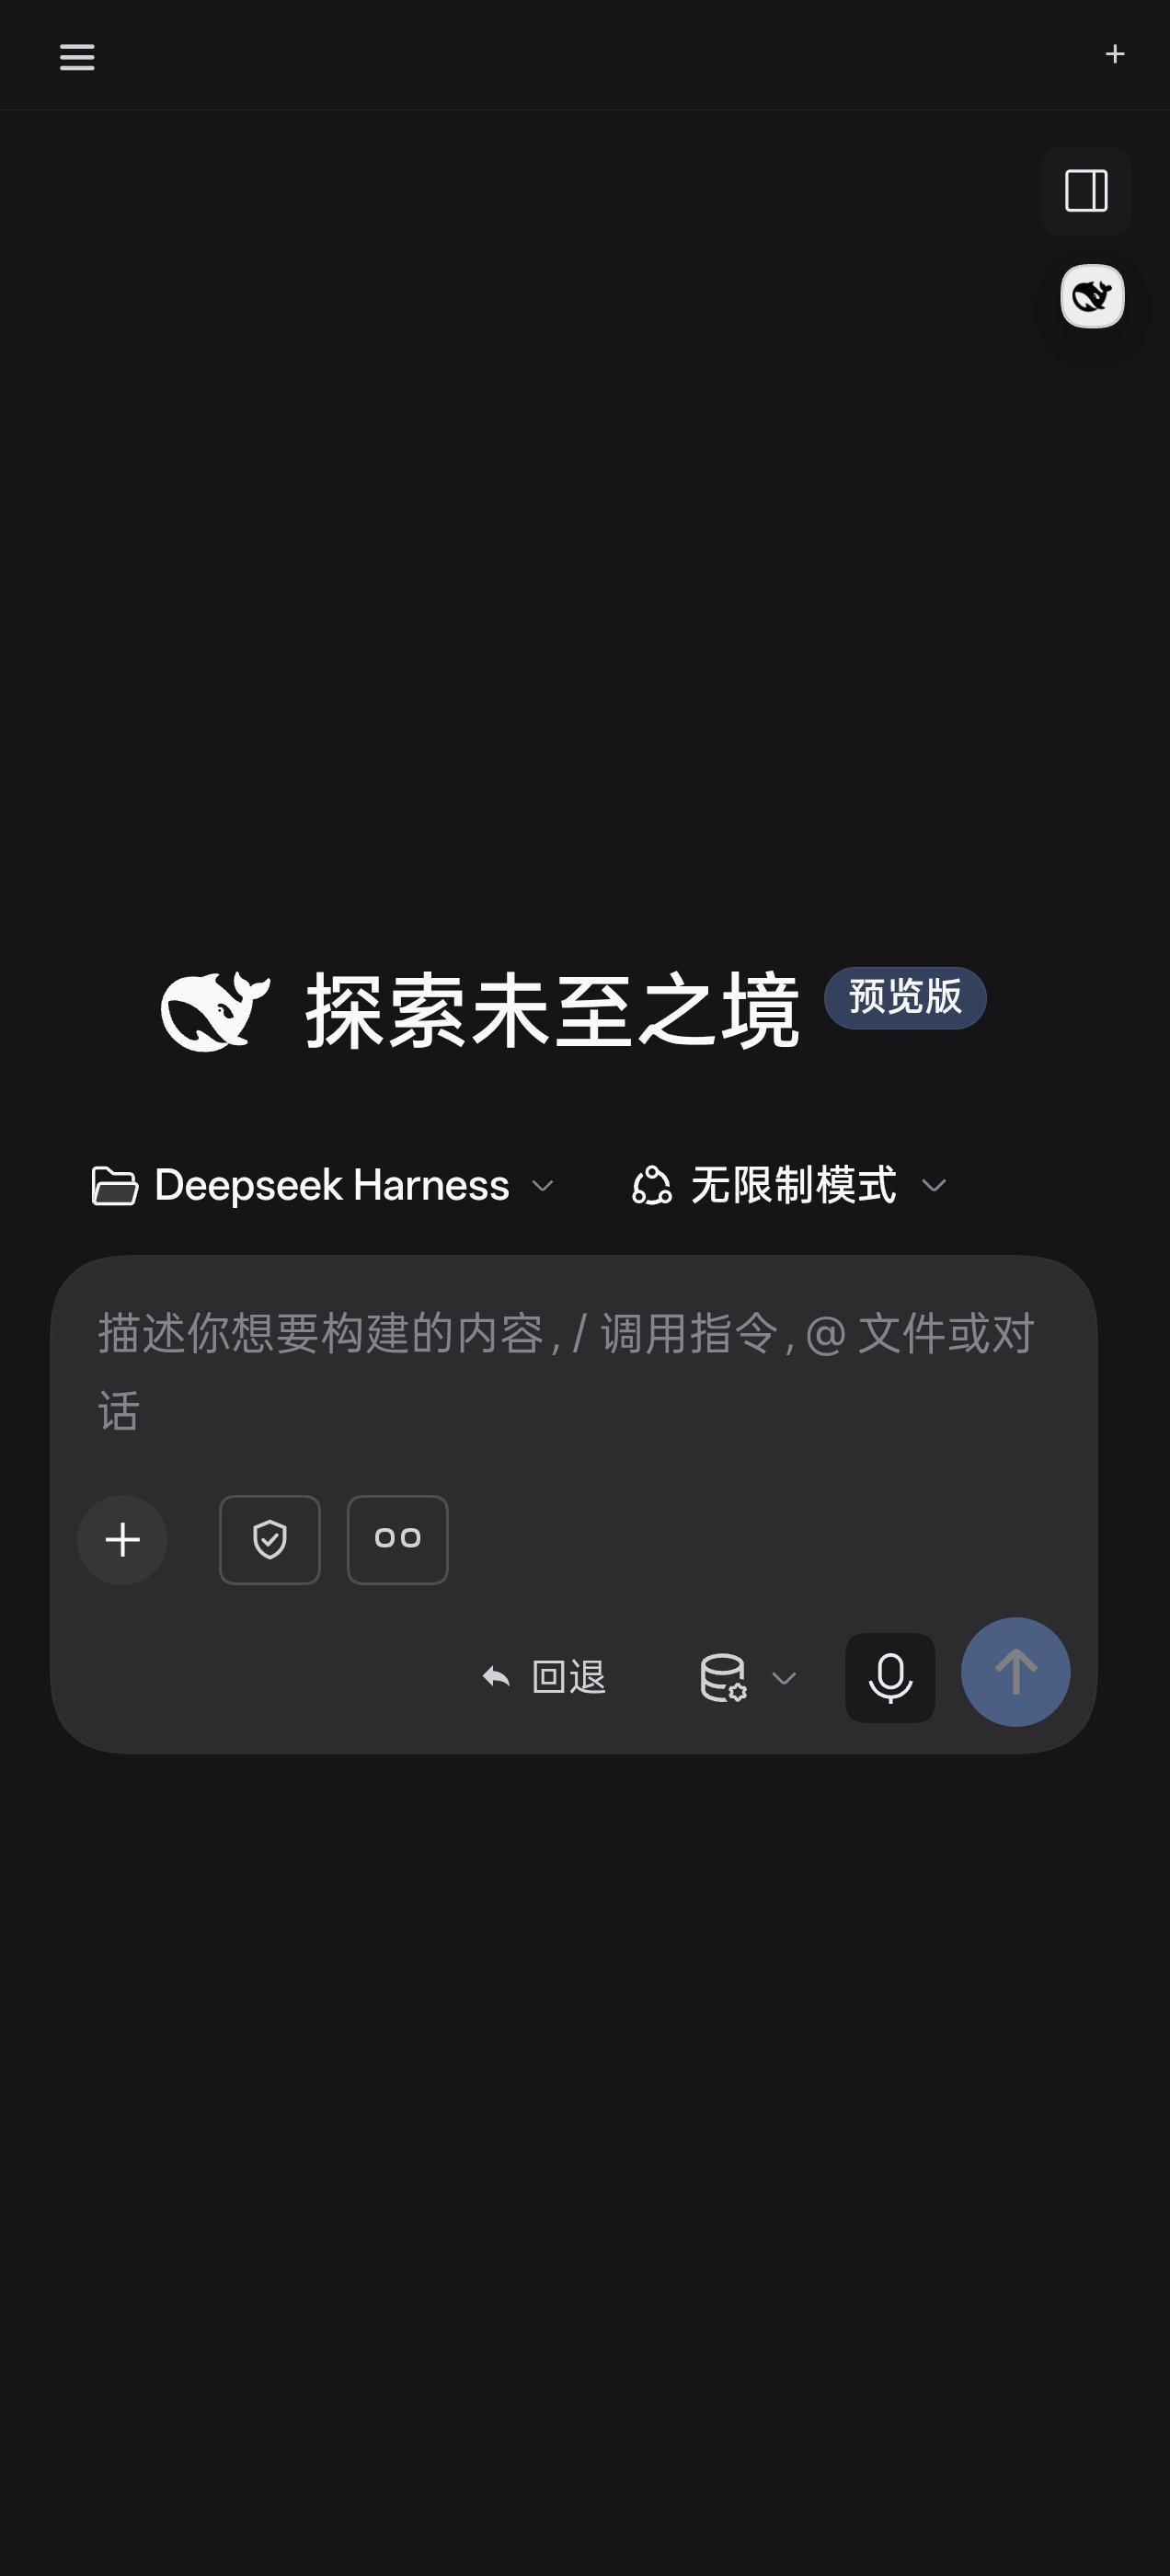 探索未至之境 预览版
Deepseek Harness 无限制模式
描述你想要构建的内容, / 调用指令, @ 文件或对
话
回退